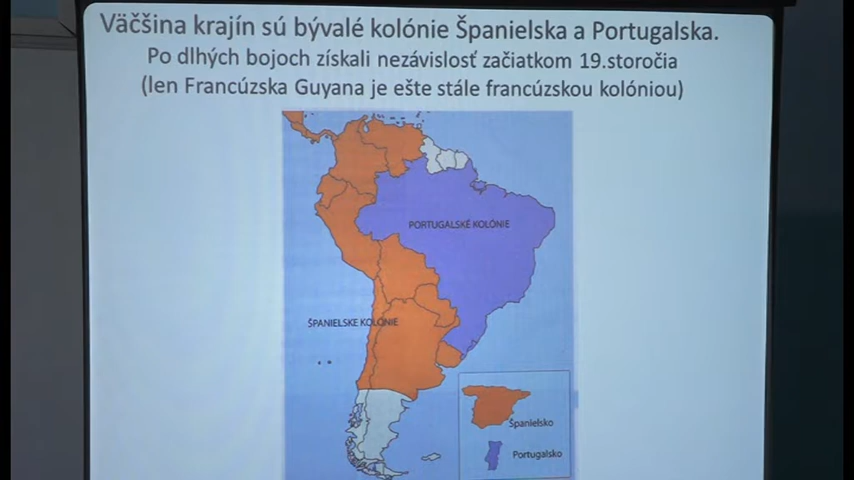 Väčšina krajín sú bývalé kolónie Španielska a Portugalska.
Po dlhých bojoch získali nezávislosť začiatkom 19.storočia
(len Francúzska Guyana je ešte stále francúzskou kolóniou)
PORTUGALSKÉ KOLÓNIE
ŠPANIELSKE KOLÓNIE
Španielsko
Portugalsko